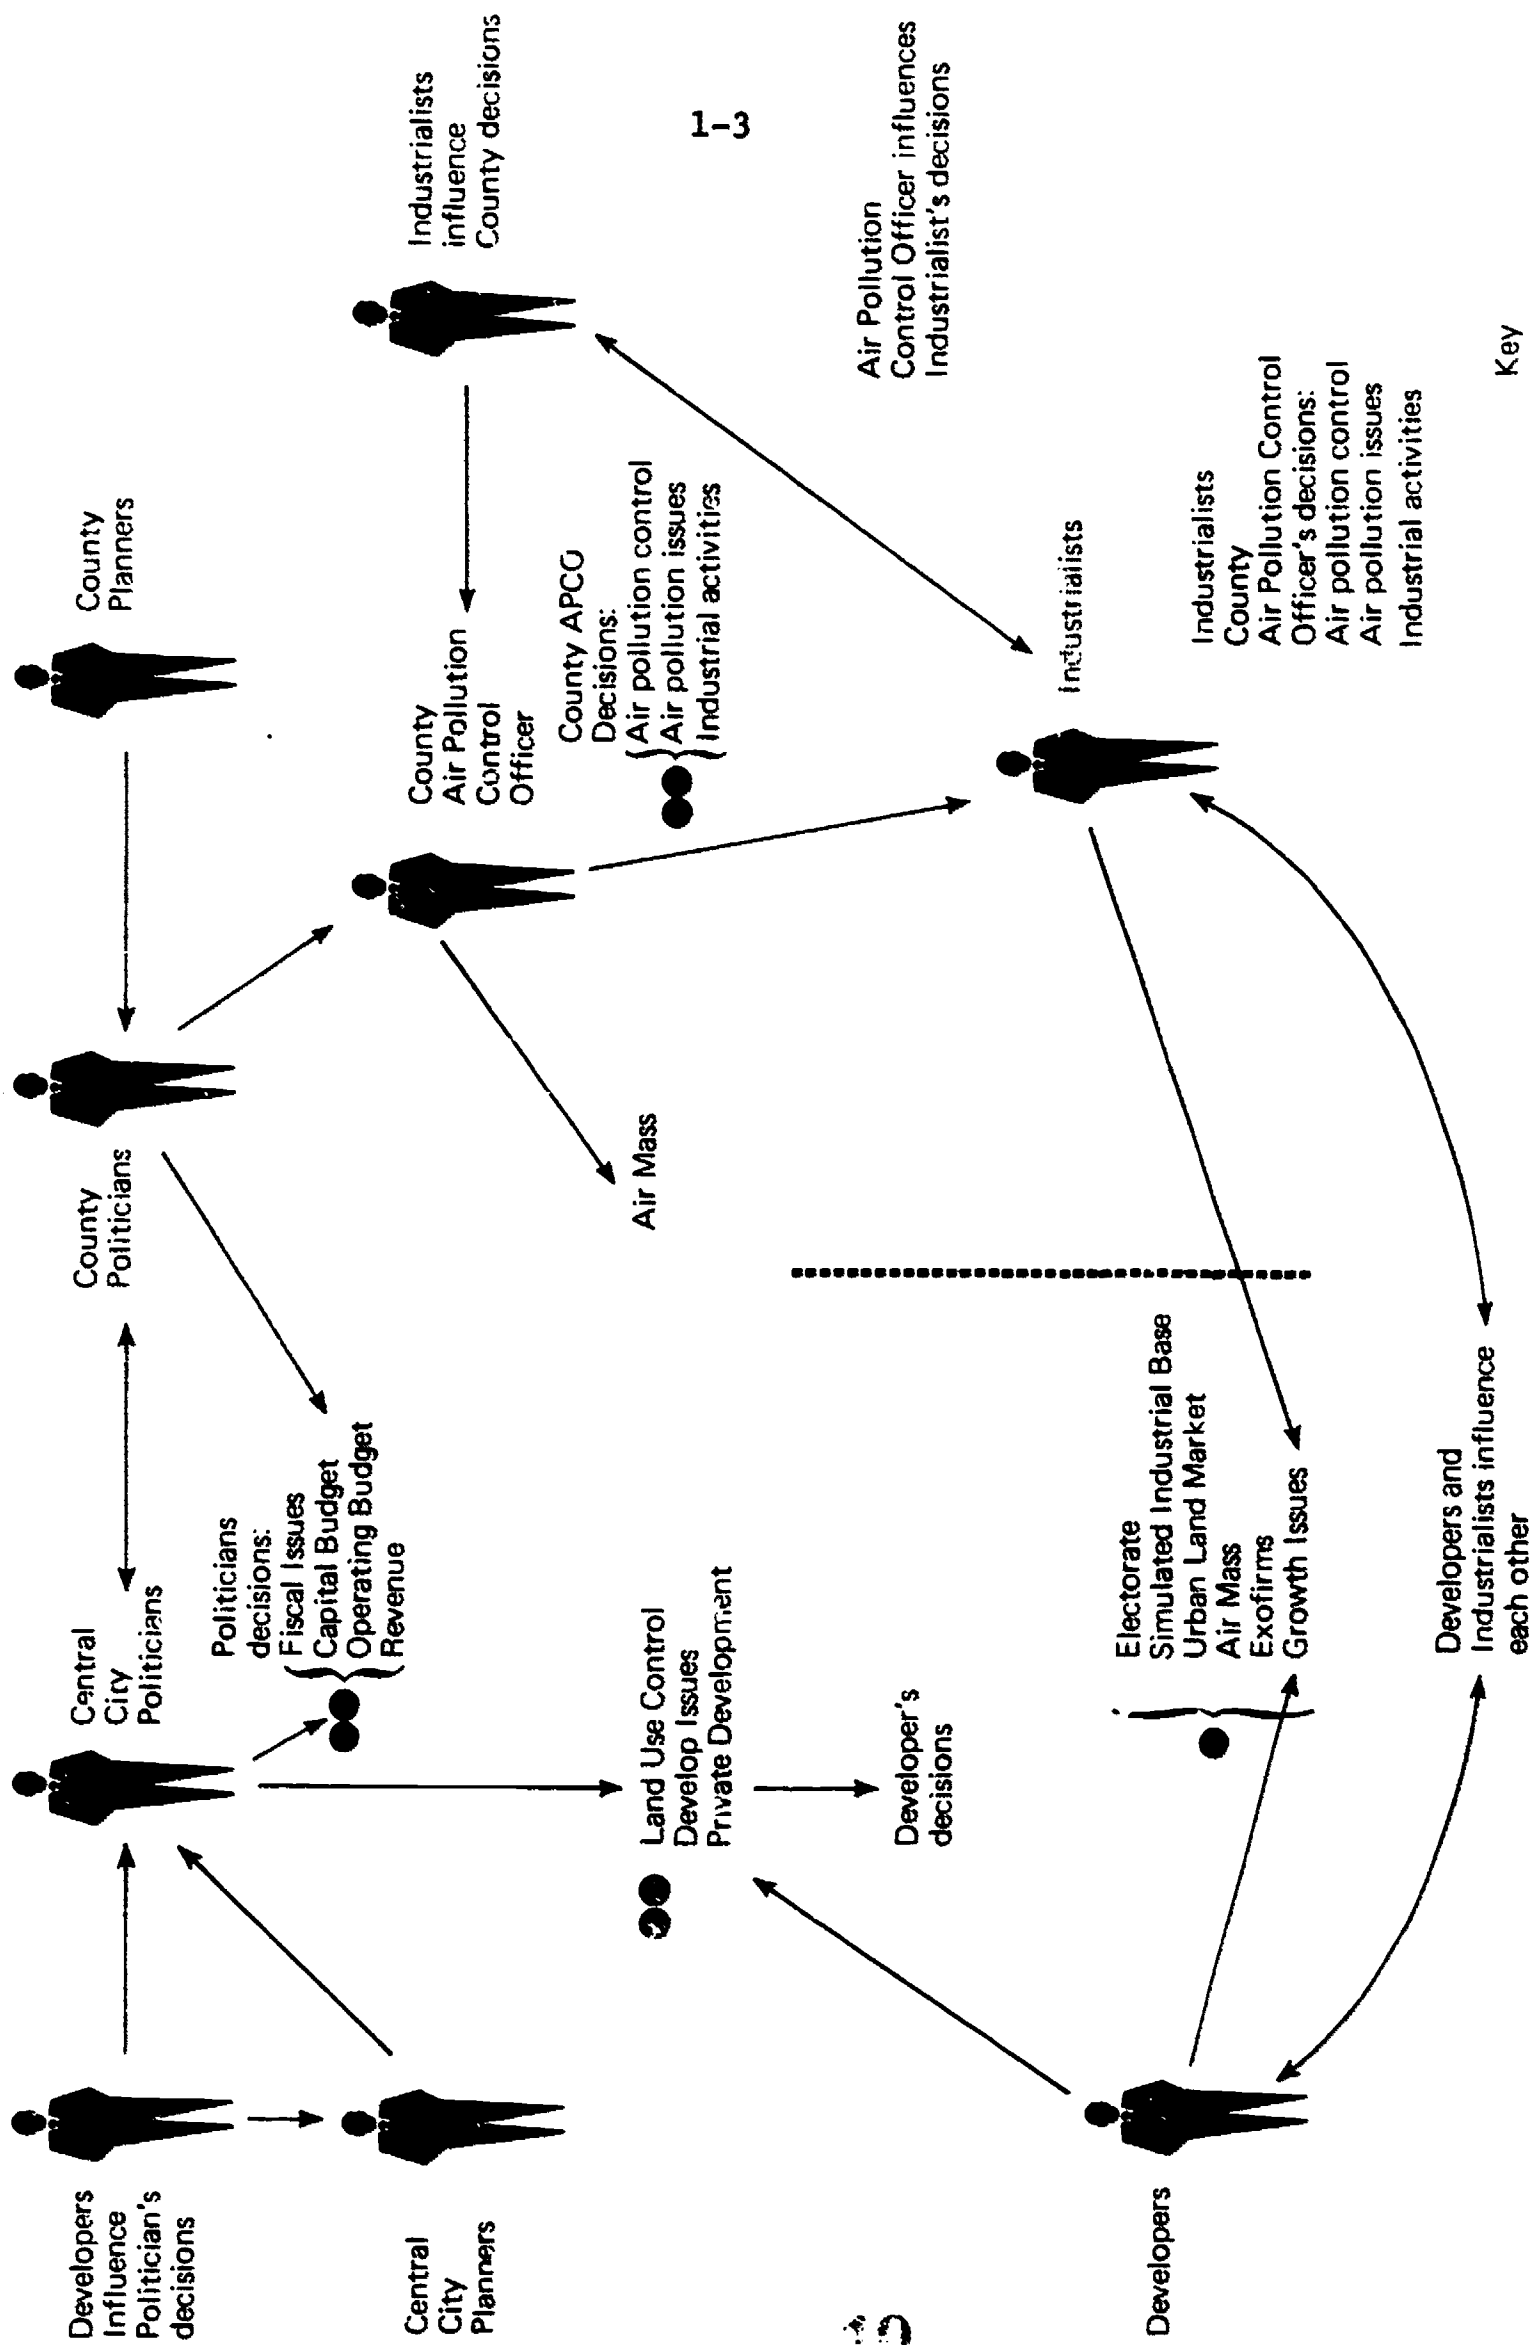 Developers
Influence
Politician's
decisions
Central
City
Politicians
County
Politicians
County
Planners
Central
City
Planners
Politicians
decisions:
Fiscal Issues
Capital Budget
Operating Budget
Revenue
County
Air Pollution
Control
Officer
Industrialists
influence
County decisions
County APCO
Decisions:
Air pollution control
Air pollution issues
Industrial activities
Air Mass
1-3
Land Use Control
Develop Issues
Private Development
Developer's
decisions
Air Pollution
Control Officer influences
Industrialist's decisions
Developers
Electorate
Simulated Industrial Base
Urban Land Market
Air Mass
Exofirms
Growth Issues
Industrialists
Industrialists
County
Air Pollution Control
Officer's decisions:
Air pollution control
Air pollution issues
Industrial activities
Developers and
Industrialists influence
each other
Key